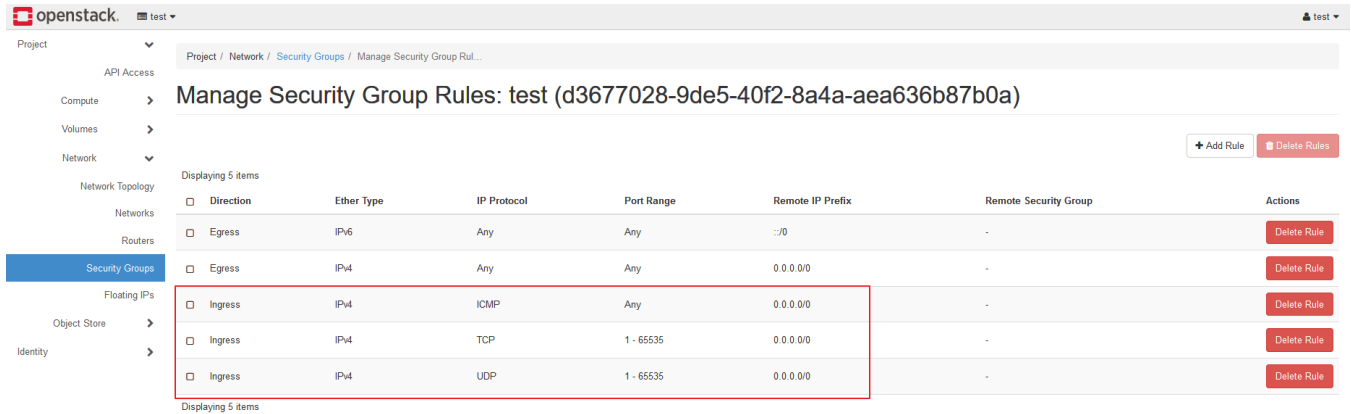 openstack. test test
Project
API Access
Compute
Volumes
Network
Network Topology
Networks
Routers
Security Groups
Floating IPs
Object Store
Identity
Project / Network / Security Groups / Manage Security Group Rul...
Manage Security Group Rules: test (d3677028-9de5-40f2-8a4a-aea636b87b0a)
+ Add Rule Delete Rules
Displaying 5 items
Direction Ether Type IP Protocol Port Range Remote IP Prefix Remote Security Group Actions
Egress IPv6 Any Any ::/0 - Delete Rule
Egress IPv4 Any Any 0.0.0.0/0 - Delete Rule
Ingress IPv4 ICMP Any 0.0.0.0/0 - Delete Rule
Ingress IPv4 TCP 1 - 65535 0.0.0.0/0 - Delete Rule
Ingress IPv4 UDP 1 - 65535 0.0.0.0/0 - Delete Rule
Displaying 5 items